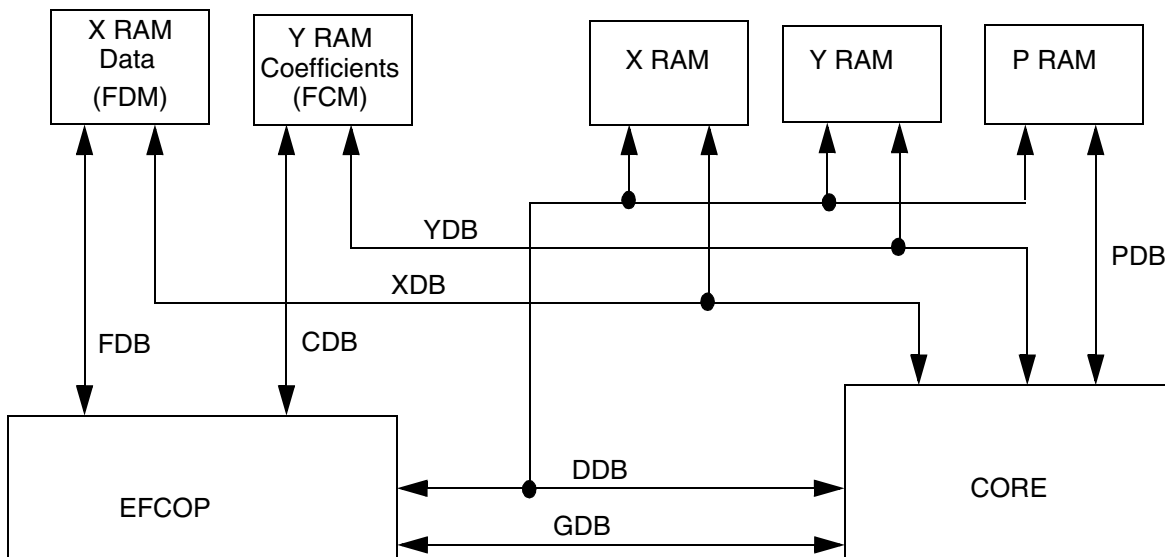 X RAM
Data
(FDM)
Y RAM
Coefficients
(FCM)
X RAM
Y RAM
P RAM
YDB
XDB
PDB
FDB
CDB
DDB
GDB
EFCOP
CORE